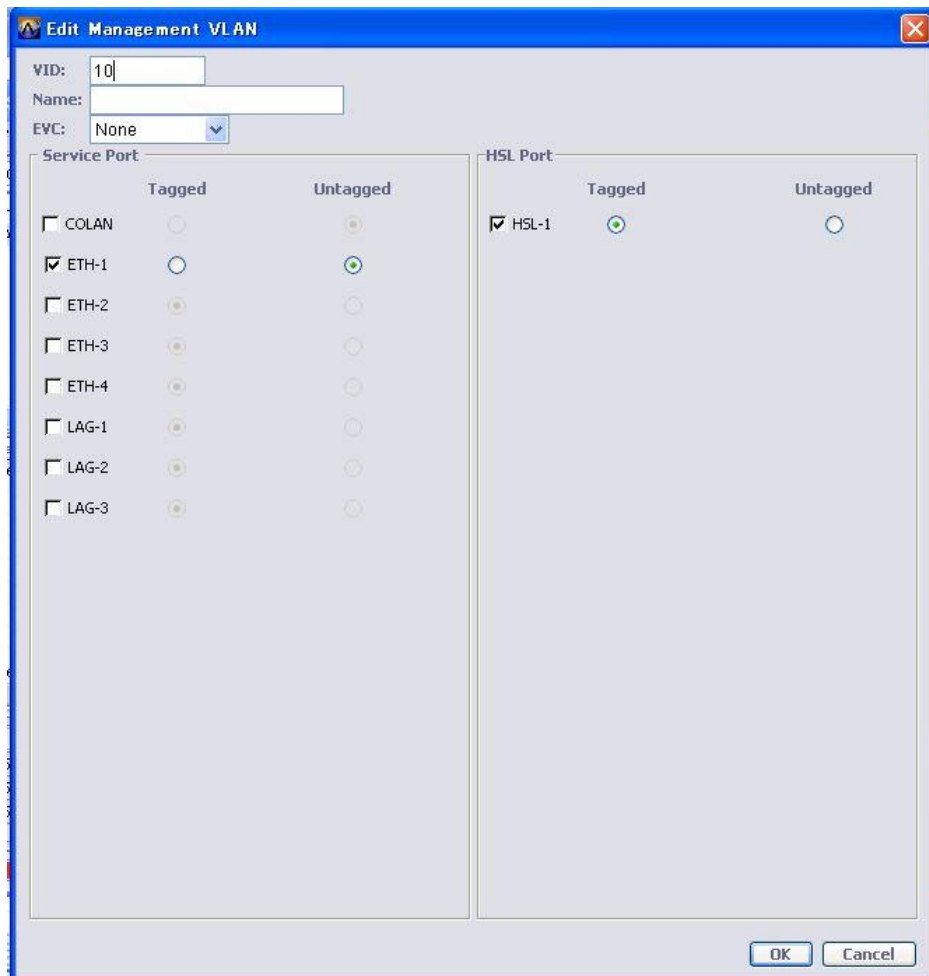 Edit Management VLAN
VID: 10
Name:
EVC: None
Service Port
Tagged Untagged
COLAN
ETH-1
ETH-2
ETH-3
ETH-4
LAG-1
LAG-2
LAG-3
HSL Port
Tagged Untagged
HSL-1
OK Cancel